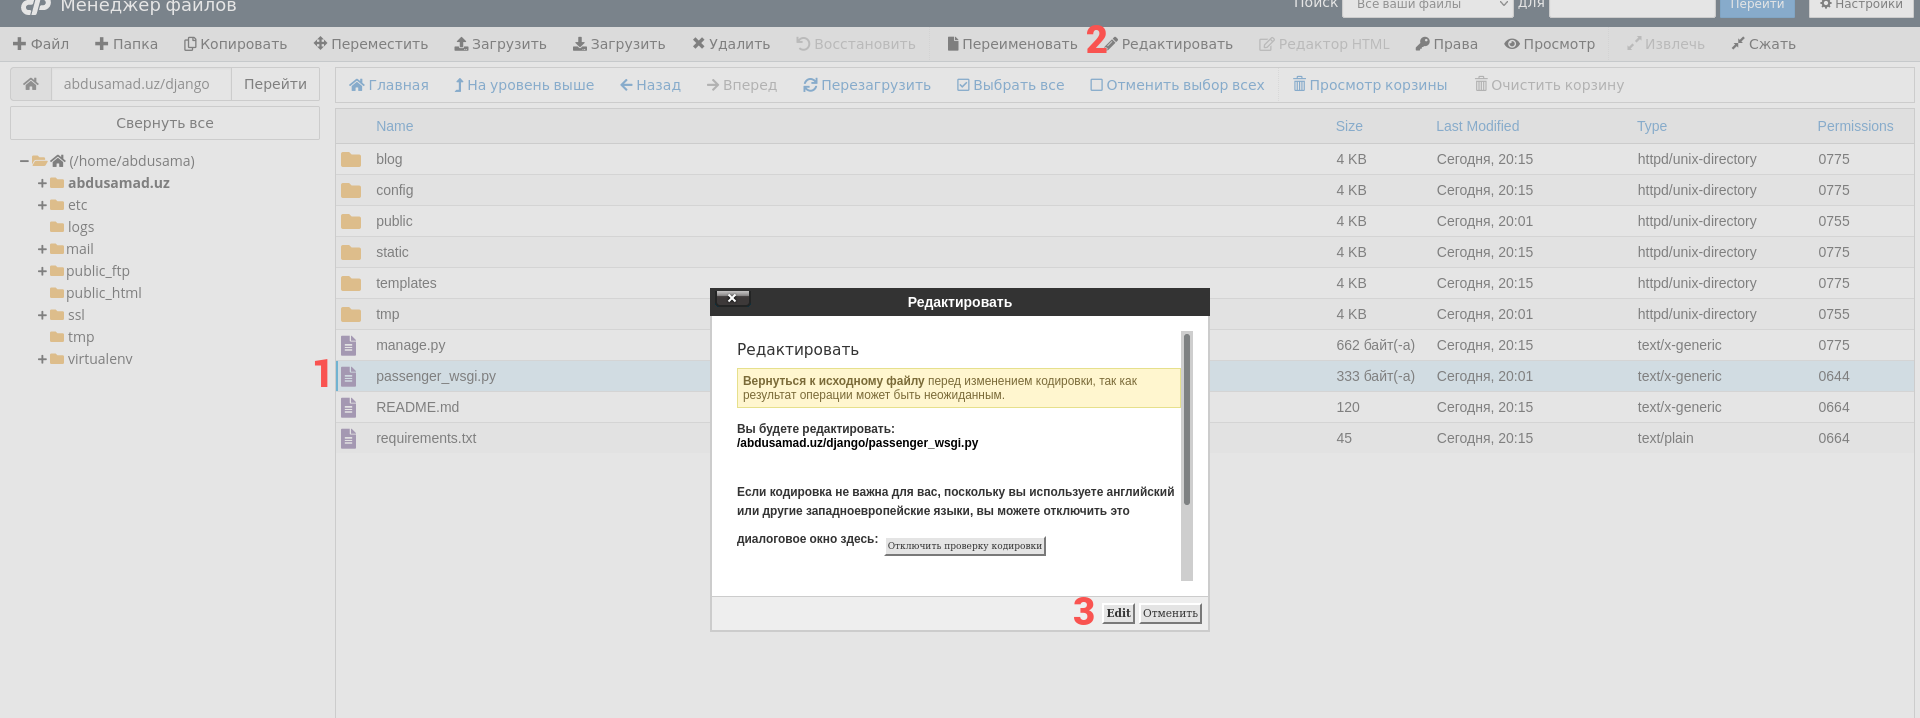 Менеджер файлов
Поиск Все ваши файлы для Перейти Настройки
Файл Папка Копировать Переместить Загрузить Загрузить Удалить Восстановить Переименовать 2 Редактировать Редактор HTML Права Просмотр Извлечь Сжать
abdusamad.uz/django Перейти
Главная На уровень выше Назад Вперед Перезагрузить Выбрать все Отменить выбор всех Просмотр корзины Очистить корзину
Свернуть все
(/home/abdusama)
abdusamad.uz
etc
logs
mail
public_ftp
public_html
ssl
tmp
virtualenv
Name Size Last Modified Type Permissions
blog 4 KB Сегодня, 20:15 httpd/unix-directory 0775
config 4 KB Сегодня, 20:15 httpd/unix-directory 0775
public 4 KB Сегодня, 20:01 httpd/unix-directory 0755
static 4 KB Сегодня, 20:15 httpd/unix-directory 0775
templates 4 KB Сегодня, 20:15 httpd/unix-directory 0775
tmp 4 KB Сегодня, 20:01 httpd/unix-directory 0755
manage.py 662 байт(-а) Сегодня, 20:15 text/x-generic 0775
1 passenger_wsgi.py 333 байт(-а) Сегодня, 20:01 text/x-generic 0644
README.md 120 Сегодня, 20:15 text/x-generic 0664
requirements.txt 45 Сегодня, 20:15 text/plain 0664
Редактировать
Редактировать
Вернуться к исходному файлу перед изменением кодировки, так как
результат операции может быть неожиданным.
Вы будете редактировать:
/abdusamad.uz/django/passenger_wsgi.py
Если кодировка не важна для вас, поскольку вы используете английский
или другие западноевропейские языки, вы можете отключить это
диалоговое окно здесь: Отключить проверку кодировки
3 Edit Отменить